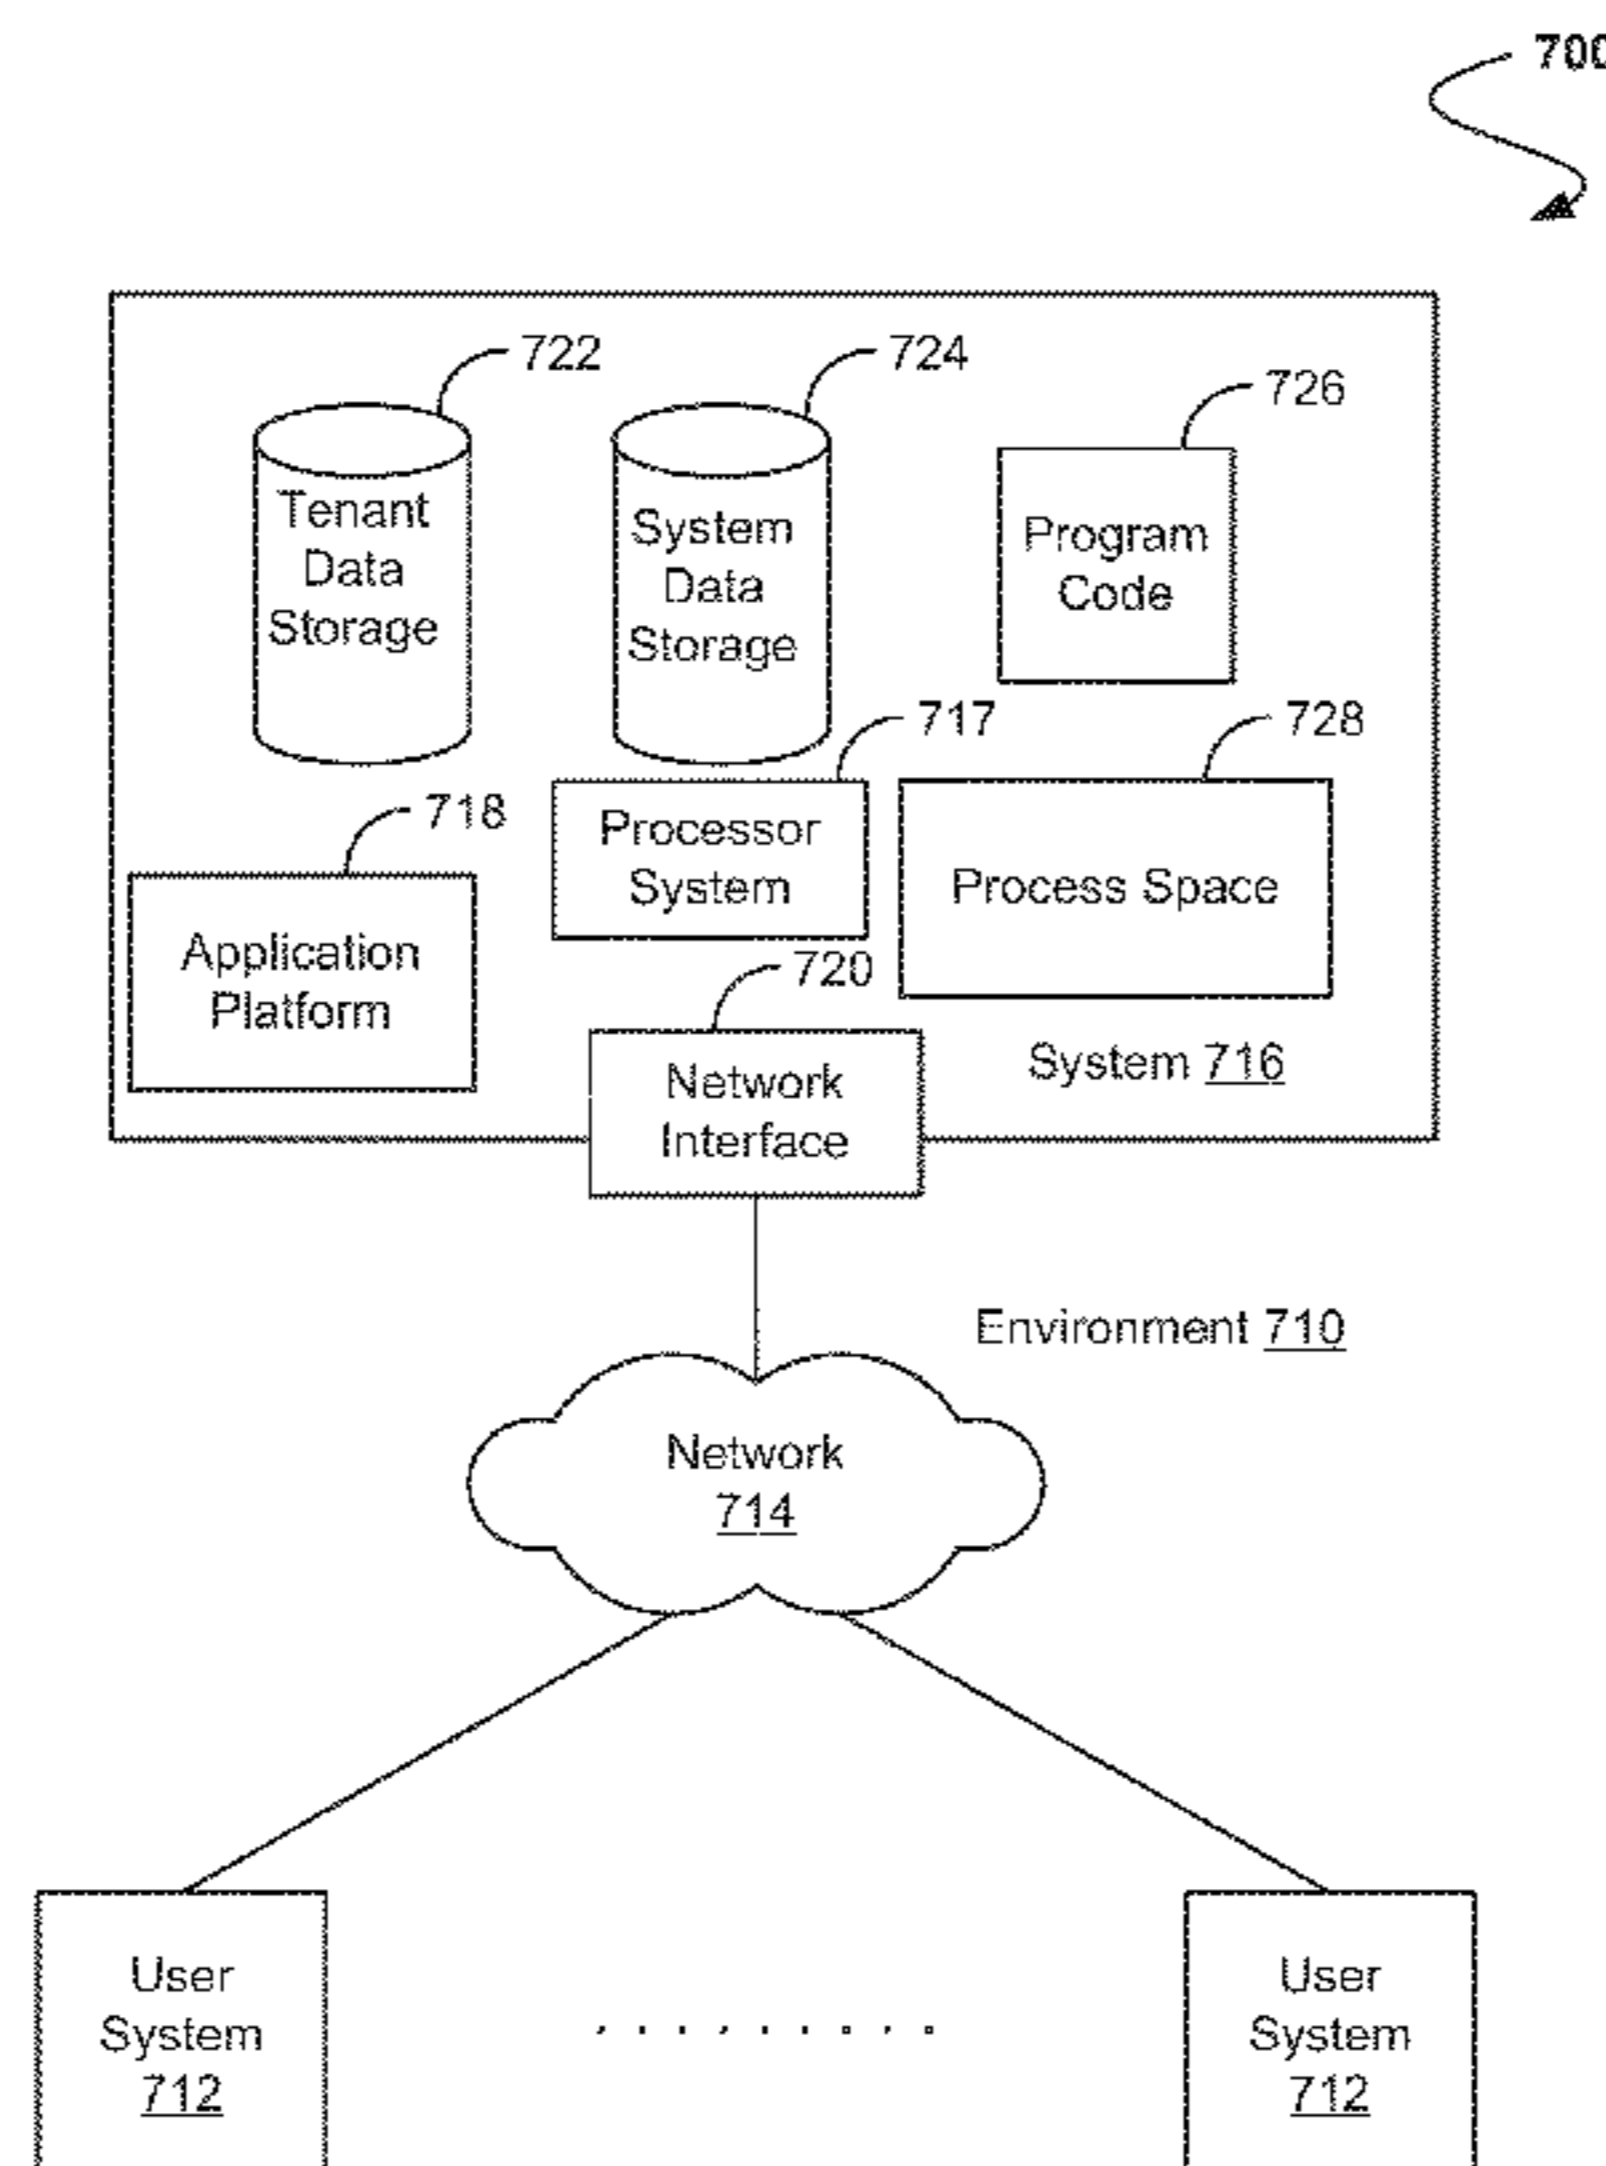 700
722
724
726
Tenant
Data
Storage
System
Data
Storage
Program
Code
717
728
718
Processor
System
Process Space
Application
Platform
720
Network
Interface
System 716
Environment 710
Network
714
User
System
712
User
System
712